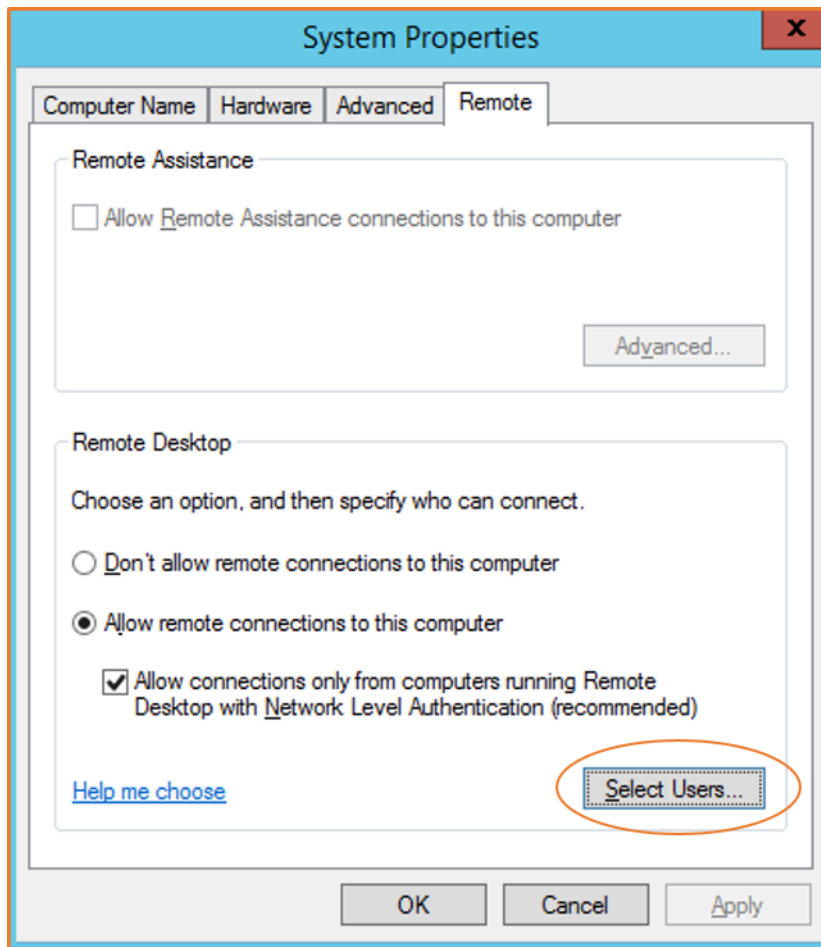 System Properties
X
Computer Name Hardware Advanced Remote
Remote Assistance
Allow Remote Assistance connections to this computer
Advanced...
Remote Desktop
Choose an option, and then specify who can connect.
Don't allow remote connections to this computer
Allow remote connections to this computer
Allow connections only from computers running Remote
Desktop with Network Level Authentication (recommended)
Help me choose Select Users...
OK Cancel Apply